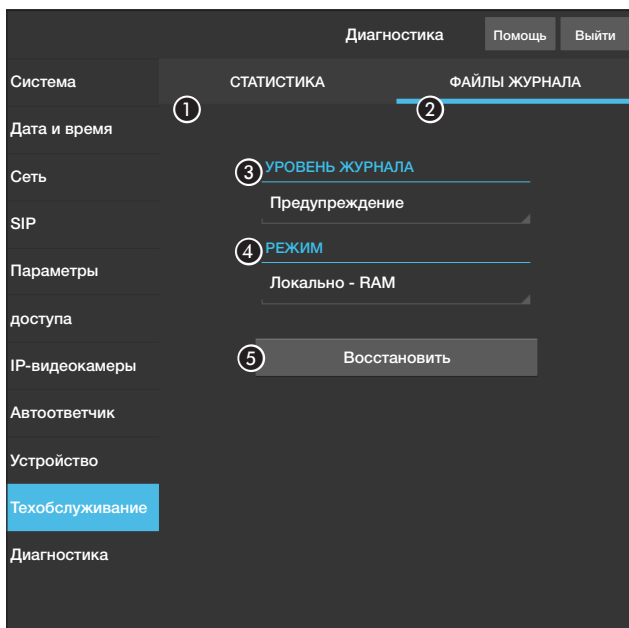 Диагностика
Помощь
Выйти
Система
Дата и время
Сеть
SIP
Параметры
доступа
IP-видеокамеры
Автоответчик
Устройство
Техобслуживание
Диагностика
СТАТИСТИКА
ФАЙЛЫ ЖУРНАЛА
1
2
3 УРОВЕНЬ ЖУРНАЛА
Предупреждение
4 РЕЖИМ
Локально - RAM
5 Восстановить